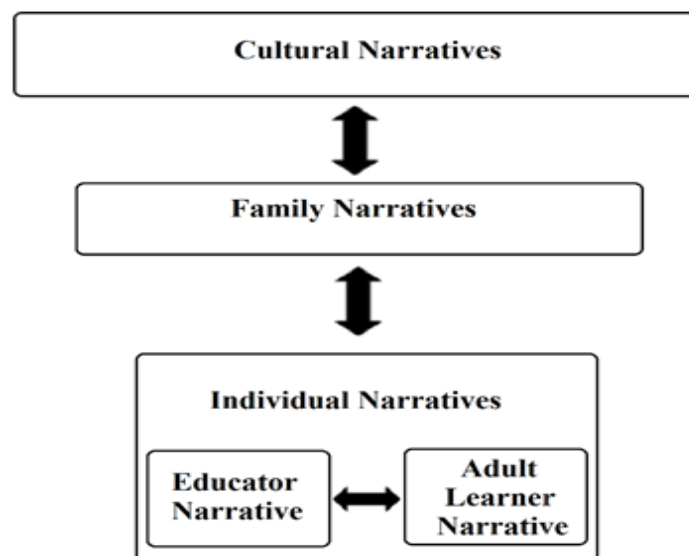 Cultural Narratives
Family Narratives
Individual Narratives
Educator
Narrative
Adult
Learner
Narrative